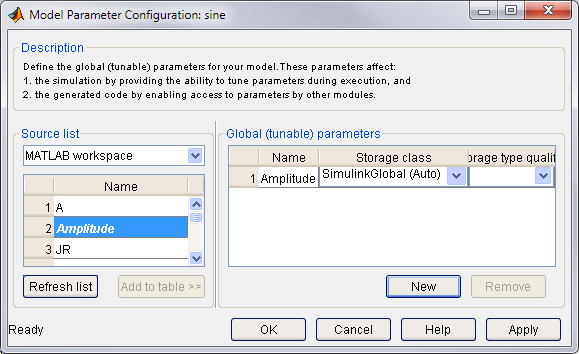 Model Parameter Configuration: sine
Description
Define the global (tunable) parameters for your model.These parameters affect:
1. the simulation by providing the ability to tune parameters during execution, and
2. the generated code by enabling access to parameters by other modules.
Source list
MATLAB workspace
Name
1 A
2 Amplitude
3 JR
Refresh list
Add to table >>
Global (tunable) parameters
Name Storage class orage type qualif
1 Amplitude SimulinkGlobal (Auto)
New
Remove
Ready
OK
Cancel
Help
Apply